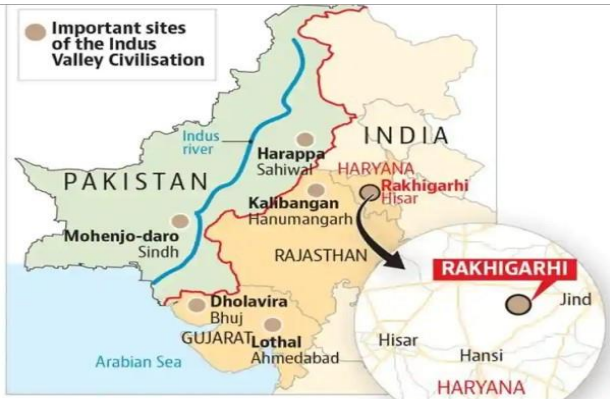 Important sites
of the Indus
Valley Civilisation
Indus
river
INDIA
Harappa
Sahiwal
HARYANA
PAKISTAN
Rakhigarhi
Hisar
Kalibangan
Hanumangarh
Mohenjo-daro
Sindh
RAJASTHAN
RAKHIGARHI
Dholavira
Bhuj
Jind
GUJARAT
Lothal
Ahmedabad
Hisar
Hansi
Arabian Sea
HARYANA